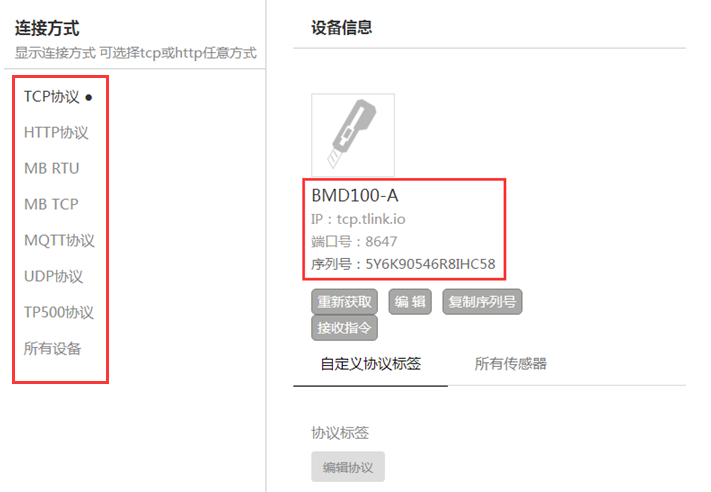 连接方式
显示连接方式 可选择tcp或http任意方式
TCP协议
HTTP协议
MB RTU
MB TCP
MQTT协议
UDP协议
TP500协议
所有设备
设备信息
BMD100-A
IP：tcp.tlink.io
端口号：8647
序列号：5Y6K90546R8IHC58
重新获取 编 辑 复制序列号
接收指令
自定义协议标签 所有传感器
协议标签
编辑协议